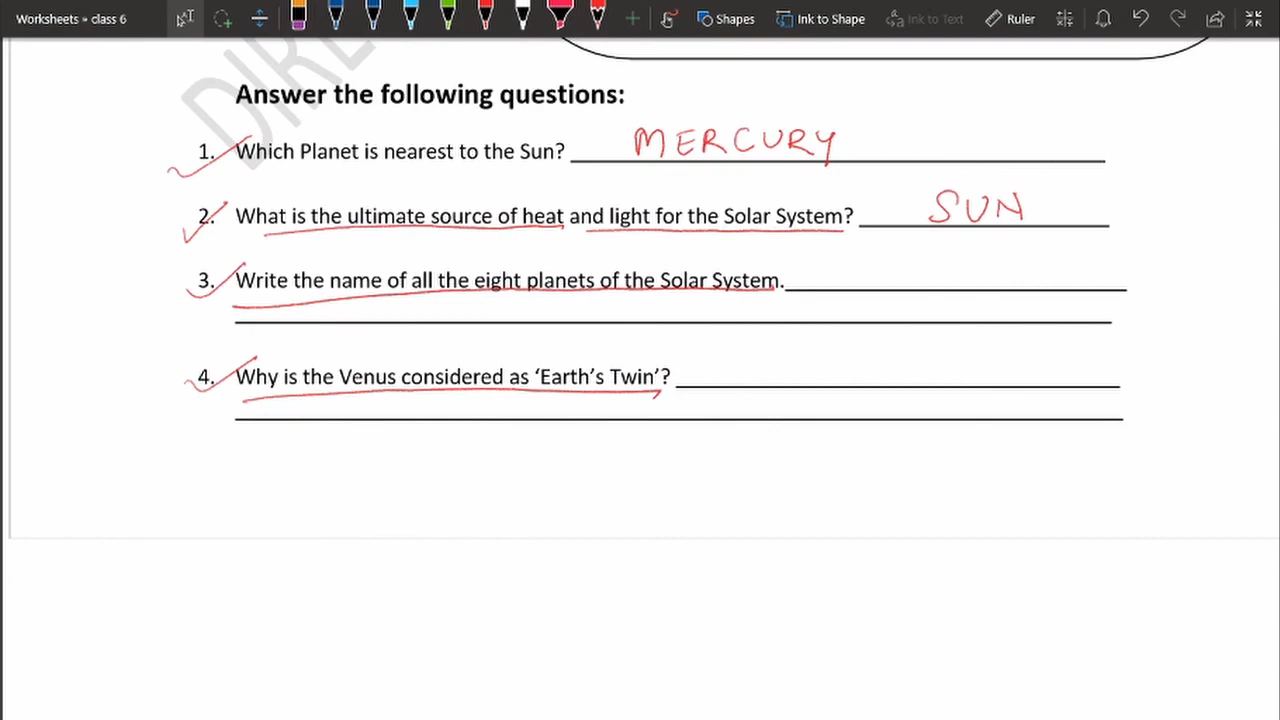 Worksheets » class 6 Shapes Ink to Shape Ink to Text Ruler
Answer the following questions:
1. Which Planet is nearest to the Sun? MERCURY
2. What is the ultimate source of heat and light for the Solar System? SUN
3. Write the name of all the eight planets of the Solar System.
4. Why is the Venus considered as ‘Earth’s Twin’?